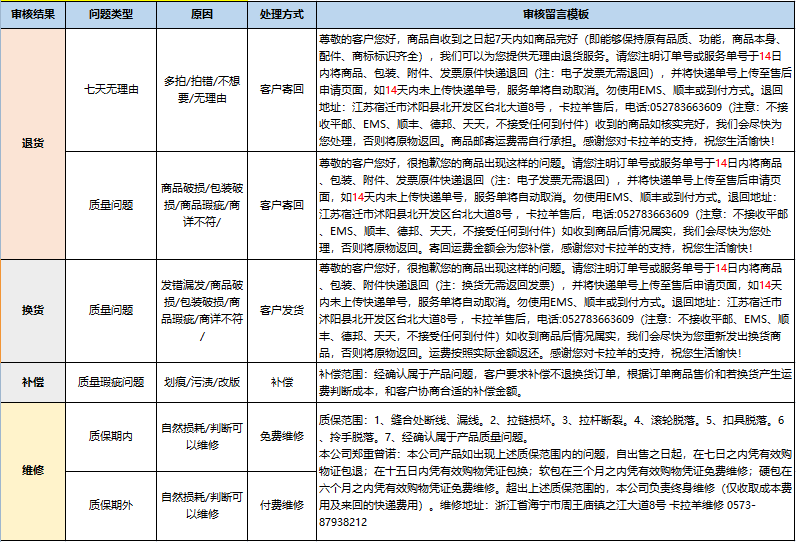 审核结果 问题类型 原因 处理方式 审核留言模板
退货
七天无理由
多拍/拍错/不想
要/无理由
客户寄回
尊敬的客户您好，商品自收到之日起7天内如商品完好（即能够保持原有品质、功能，商品本身、
配件、商标标识齐全），我们可以为您提供无理由退货服务。请您注明订单号或服务单号于14日
内将商品、包装、附件、发票原件快递退回（注：电子发票无需退回），并将快递单号上传至售后
申请页面，如14天内未上传快递单号，服务单将自动取消。勿使用EMS、顺丰或到付方式。退回
地址：江苏宿迁市沭阳县北开发区台北大道8号 ，卡拉羊售后，电话:052783663609（注意：不接
收平邮、EMS、顺丰、德邦、天天，不接受任何到付件）收到的商品如核实完好，我们会尽快为
您处理，否则将原物返回。商品邮寄运费需自行承担。感谢您对卡拉羊的支持，祝您生活愉快！
质量问题
商品破损/包装破
损/商品瑕疵/商
详不符/
客户寄回
尊敬的客户您好，很抱歉您的商品出现这样的问题。请您注明订单号或服务单号于14日内将商品
、包装、附件、发票原件快递退回（注：电子发票无需退回），并将快递单号上传至售后申请页
面，如14天内未上传快递单号，服务单将自动取消。勿使用EMS、顺丰或到付方式。退回地址：
江苏宿迁市沭阳县北开发区台北大道8号 ，卡拉羊售后，电话:052783663609（注意：不接收平邮
、EMS、顺丰、德邦、天天，不接受任何到付件）如收到商品后情况属实，我们会尽快为您处
理，否则将原物返回。寄回运费金额会为您补偿，感谢您对卡拉羊的支持，祝您生活愉快！
换货
质量问题
发错漏发/商品破
损/包装破损/商
品瑕疵/商详不符
/
客户发货
尊敬的客户您好，很抱歉您的商品出现这样的问题。请您注明订单号或服务单号于14日内将商品
、包装、附件快递退回（注：换货无需返回发票），并将快递单号上传至售后申请页面，如14天
内未上传快递单号，服务单将自动取消。勿使用EMS、顺丰或到付方式。退回地址：江苏宿迁市
沭阳县北开发区台北大道8号 ，卡拉羊售后，电话:052783663609（注意：不接收平邮、EMS、顺
丰、德邦、天天，不接受任何到付件）如收到商品后情况属实，我们会尽快为您重新发出换货商
品，否则将原物返回。运费按照实际金额返还。感谢您对卡拉羊的支持，祝您生活愉快！
补偿
质量瑕疵问题
划痕/污渍/改版
补偿
补偿范围：经确认属于产品问题，客户要求补偿不退换货订单，根据订单商品售价和若换货产生运
费判断成本，和客户协商合适的补偿金额。
维修
质保期内
自然损耗/判断可
以维修
免费维修
质保期外
自然损耗/判断可
以维修
付费维修
质保范围：1、缝合处断线、漏线。2、拉链损坏。3、拉杆断裂。4、滚轮脱落。5、扣具脱落。6
、拎手脱落。7、经确认属于产品质量问题。
本公司郑重曾诺：本公司产品如出现上述质保范围内的问题，自出售之日起，在七日之内凭有效购
物证包退；在十五日内凭有效购物凭证包换；软包在三个月之内凭有效购物凭证免费维修；硬包在
六个月之内凭有效购物凭证免费维修。超出上述质保范围的，本公司负责终身维修（仅收取成本费
用及来回的快递费用）。维修地址：浙江省海宁市周王庙镇之江大道8号 卡拉羊维修 0573-
87938212